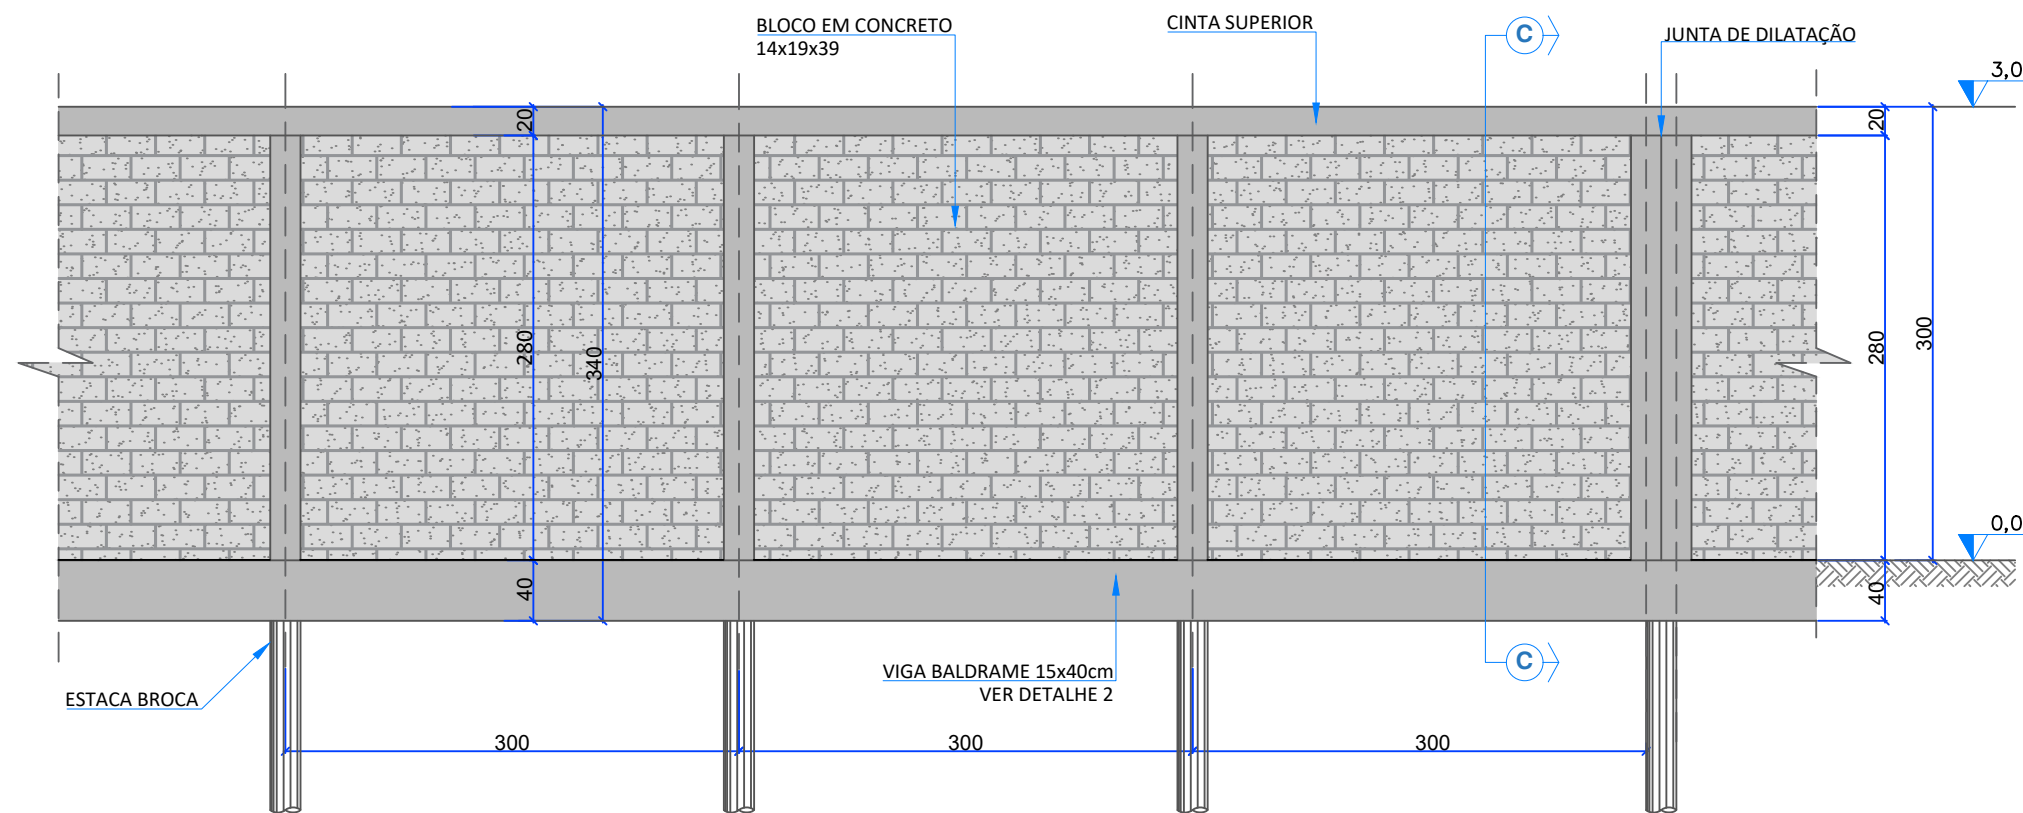 BLOCO EM CONCRETO
14x19x39
CINTA SUPERIOR
C
JUNTA DE DILATAÇÃO
3,0
20
20
280
340
280
300
0,0
40
40
C
VIGA BALDRAME 15x40cm
VER DETALHE 2
ESTACA BROCA
300
300
300